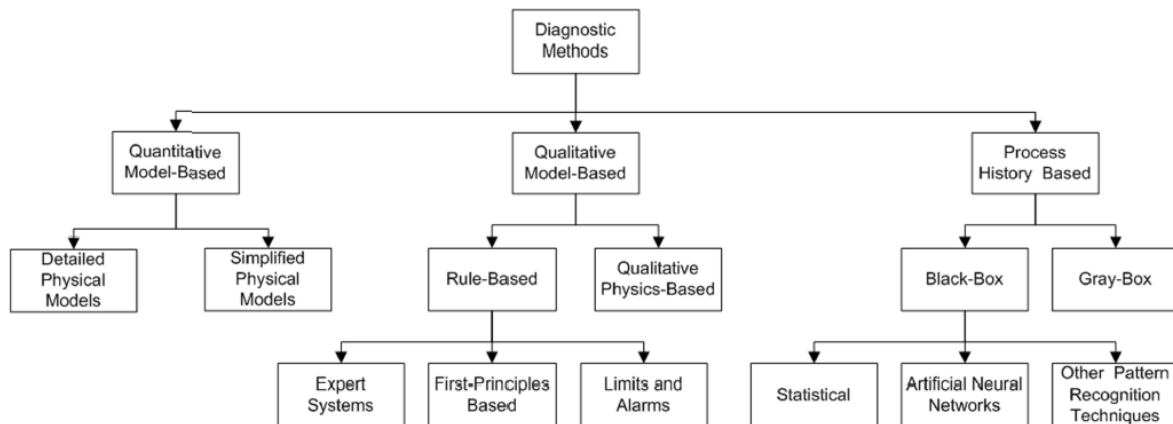 Diagnostic
Methods
Quantitative
Model-Based
Qualitative
Model-Based
Process
History Based
Detailed
Physical
Models
Simplified
Physical
Models
Rule-Based
Qualitative
Physics-Based
Black-Box
Gray-Box
Expert
Systems
First-Principles
Based
Limits and
Alarms
Statistical
Artificial Neural
Networks
Other Pattern
Recognition
Techniques